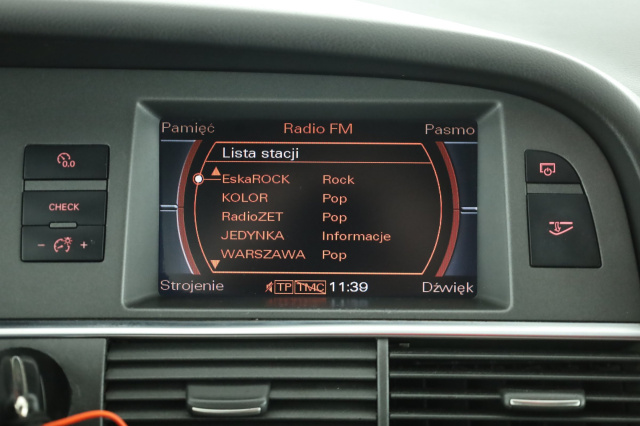 Pamięć Radio FM Pasmo
Lista stacji
EskaROCK Rock
KOLOR Pop
RadioZET Pop
JEDYNKA Informacje
WARSZAWA Pop
Strojenie TP TMC 11:39 Dźwięk
0.0
CHECK
- +